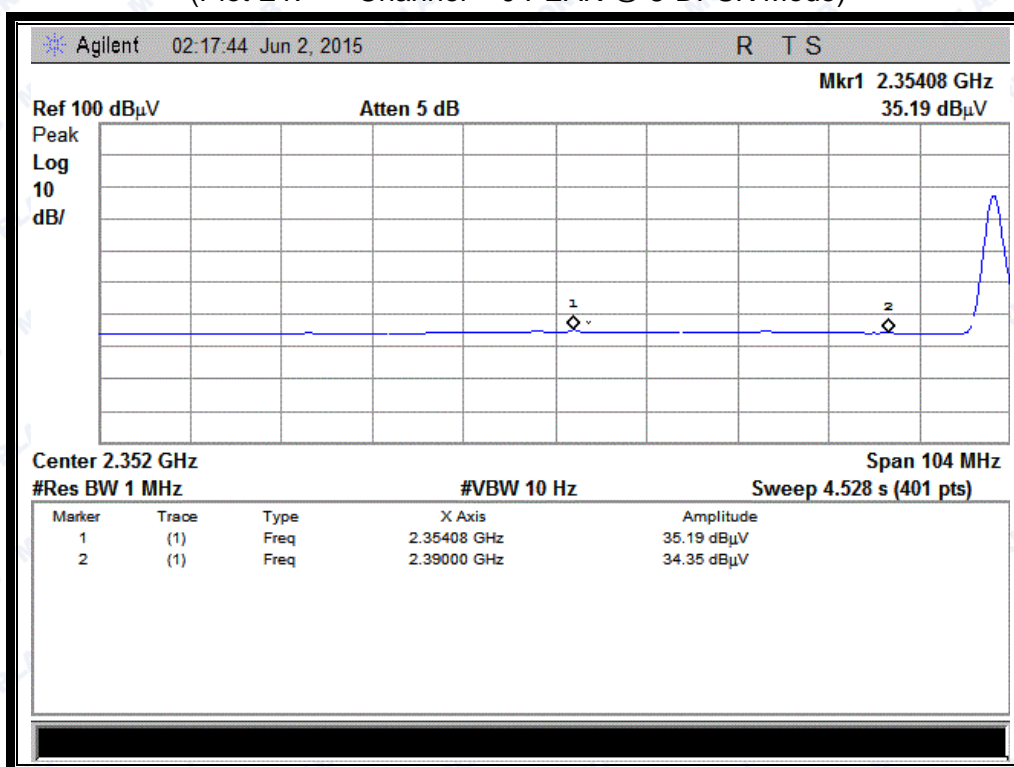 Agilent 02:17:44 Jun 2, 2015 R T S
Mkr1 2.35408 GHz
Ref 100 dBµV Atten 5 dB 35.19 dBµV
Peak
Log
10
dB/
1
2
Center 2.352 GHz Span 104 MHz
#Res BW 1 MHz #VBW 10 Hz Sweep 4.528 s (401 pts)
Marker Trace Type X Axis Amplitude
1 (1) Freq 2.35408 GHz 35.19 dBµV
2 (1) Freq 2.39000 GHz 34.35 dBµV